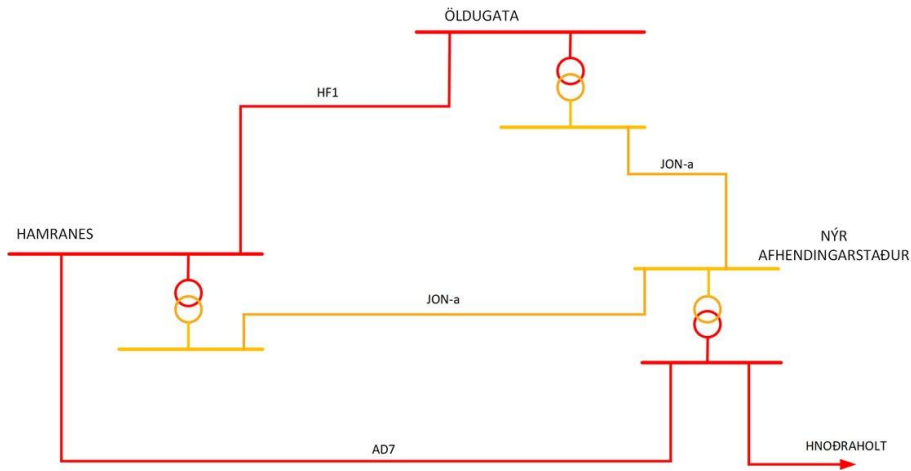 ÖLDUGATA
HF1
JON-a
HAMRANES
NÝR
AFHENDINGARSTAÐUR
JON-a
AD7
HNOÐRAHOLT